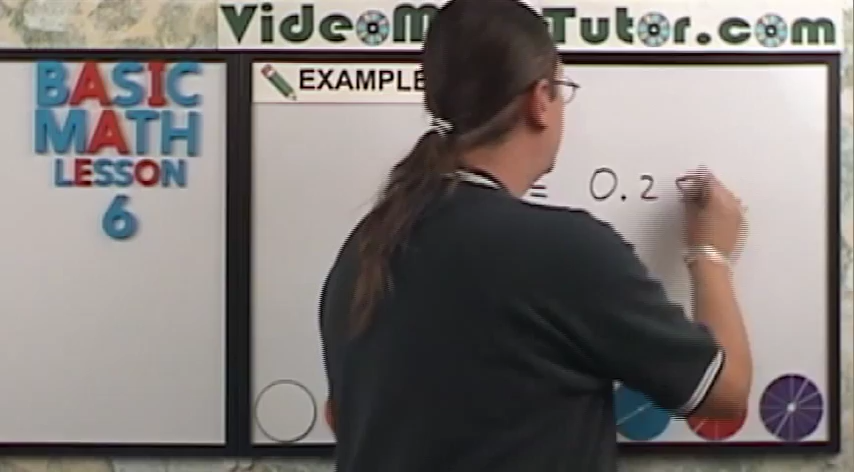 VideoM Tutor.com
BASIC
MATH
LESSON
6
EXAMPLE
= 0.2